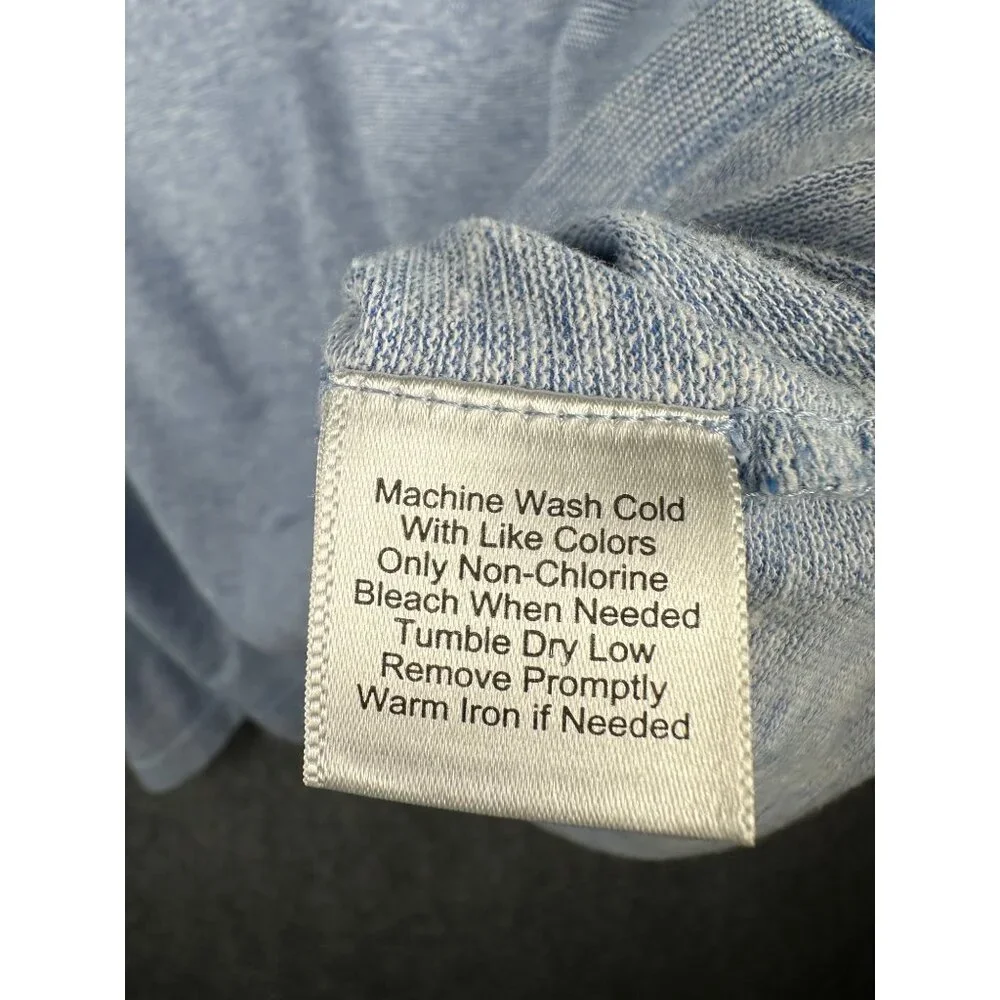 Machine Wash Cold
With Like Colors
Only Non-Chlorine
Bleach When Needed
Tumble Dry Low
Remove Promptly
Warm Iron if Needed